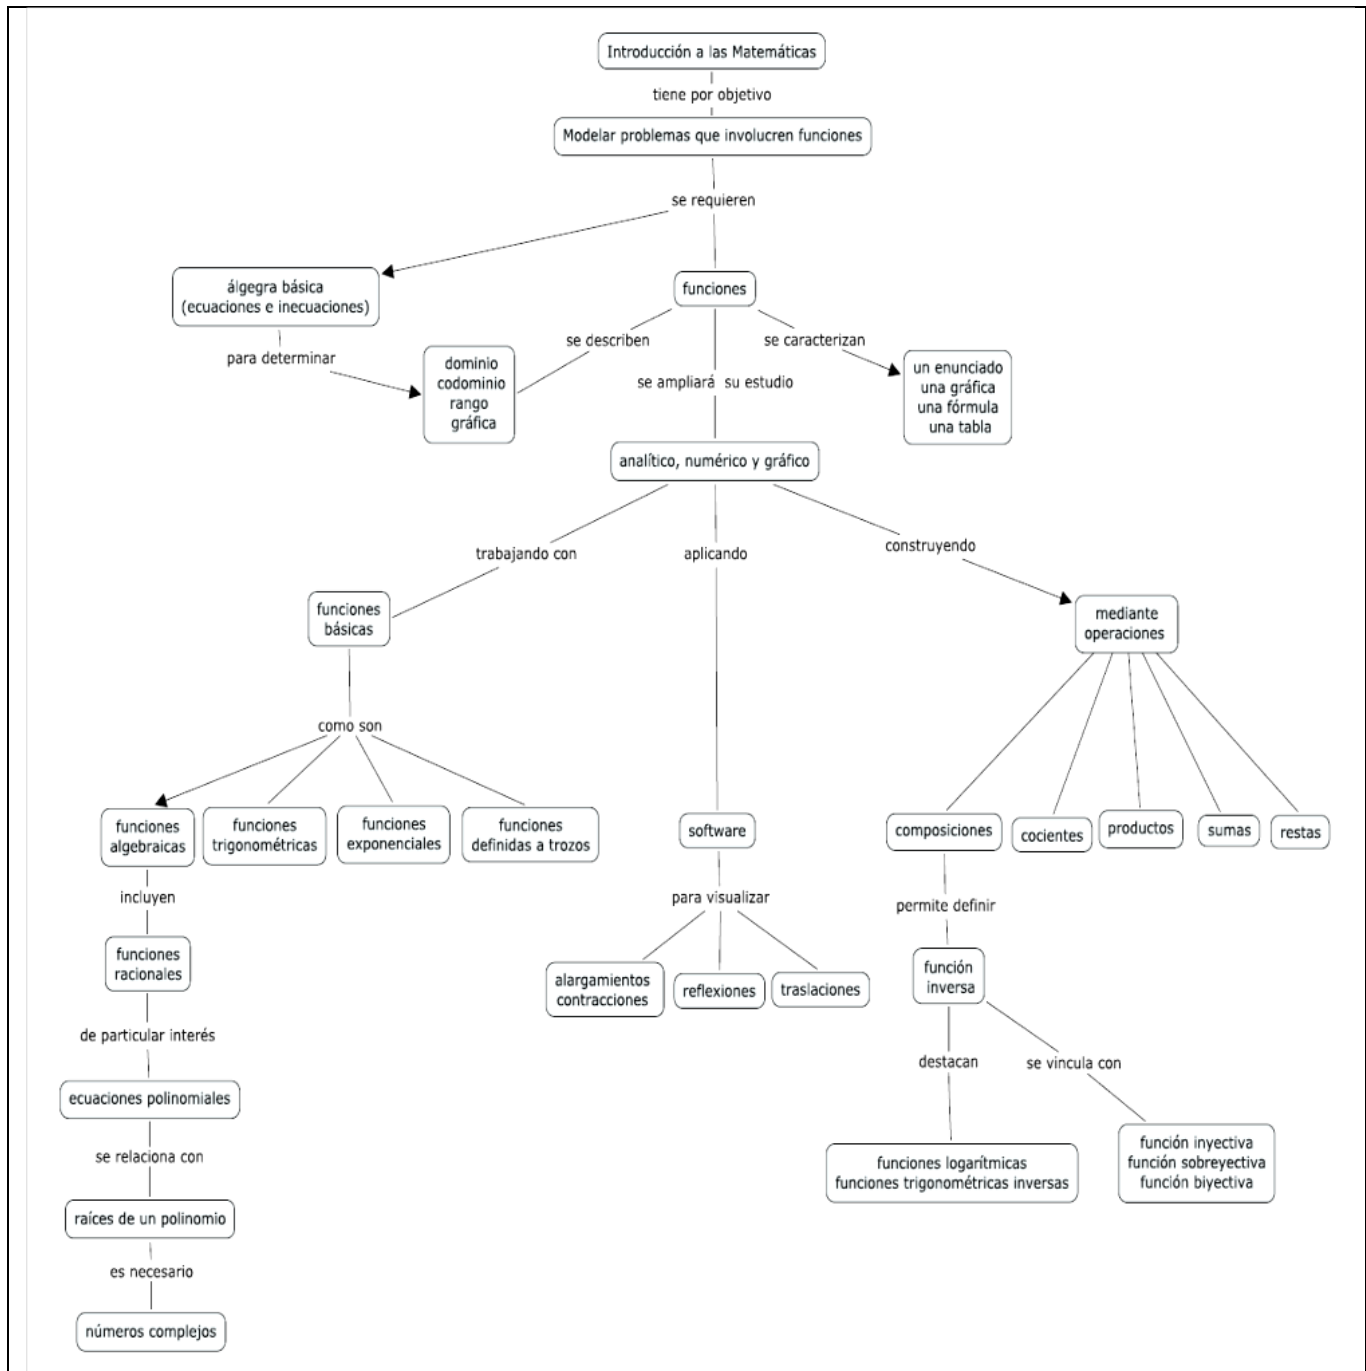 Introducción a las Matemáticas
tiene por objetivo
Modelar problemas que involucren funciones
se requieren
álgegra básica
(ecuaciones e inecuaciones)
funciones
para determinar
se describen
se caracterizan
dominio
codominio
rango
gráfica
se ampliará su estudio
un enunciado
una gráfica
una fórmula
una tabla
analítico, numérico y gráfico
trabajando con
aplicando
construyendo
funciones
básicas
mediante
operaciones
como son
funciones
algebraicas
funciones
trigonométricas
funciones
exponenciales
funciones
definidas a trozos
software
composiciones
cocientes
productos
sumas
restas
incluyen
para visualizar
permite definir
funciones
racionales
alargamientos
contracciones
reflexiones
traslaciones
función
inversa
de particular interés
destacan
se vincula con
ecuaciones polinomiales
se relaciona con
funciones logarítmicas
funciones trigonométricas inversas
función inyectiva
función sobreyectiva
función biyectiva
raíces de un polinomio
es necesario
números complejos